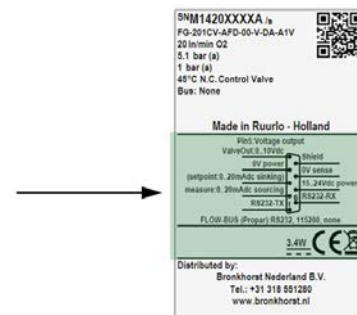 SNM1420XXXXA /a
FG-201CV-AFD-00-V-DA-A1V
20 ln/min O2
5.1 bar (a)
1 bar (a)
45°C N.C. Control Valve
Bus: None
Made in Ruurlo - Holland
Pin5: Voltage output
ValveOut:0..10Vdc
Shield
0V power
0V sense
(setpoint:0..20mAdc sinking)
15..24Vdc power
measure:0..20mAdc sourcing
RS232-RX
RS232-TX
FLOW-BUS (Propar):RS232, 115200, none
3.4W CE
Distributed by:
Bronkhorst Nederland B.V.
Tel.: +31 318 551280
www.bronkhorst.nl